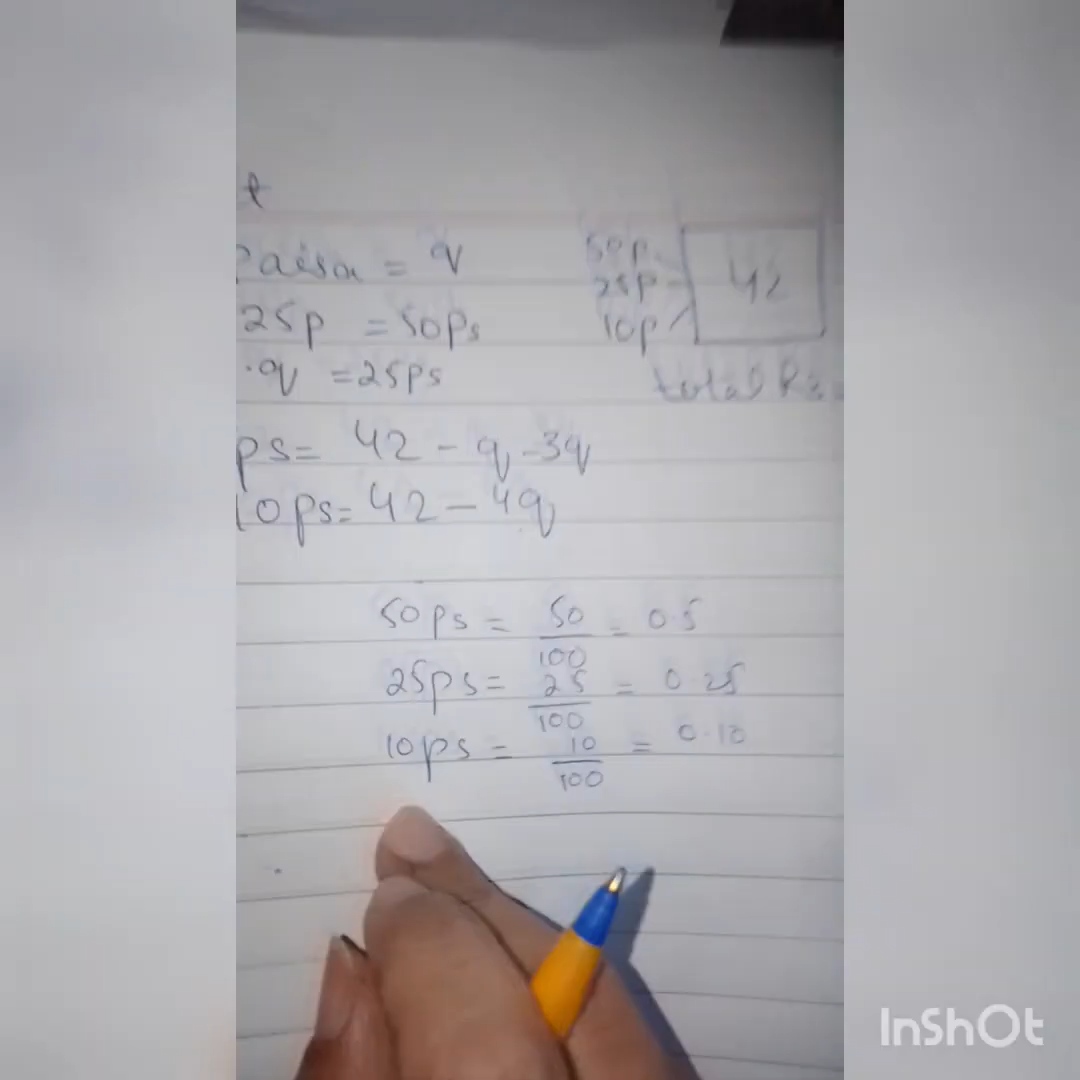 t
Paisa = q
50p
25p
10p
42
25p = 50Ps
.q = 25PS
total Rs
ps= 42 - q - 3q
10ps= 42 - 4q
50ps = 50/100 = 0.5
25ps = 25/100 = 0.25
10ps = 10/100 = 0.10
InShOt